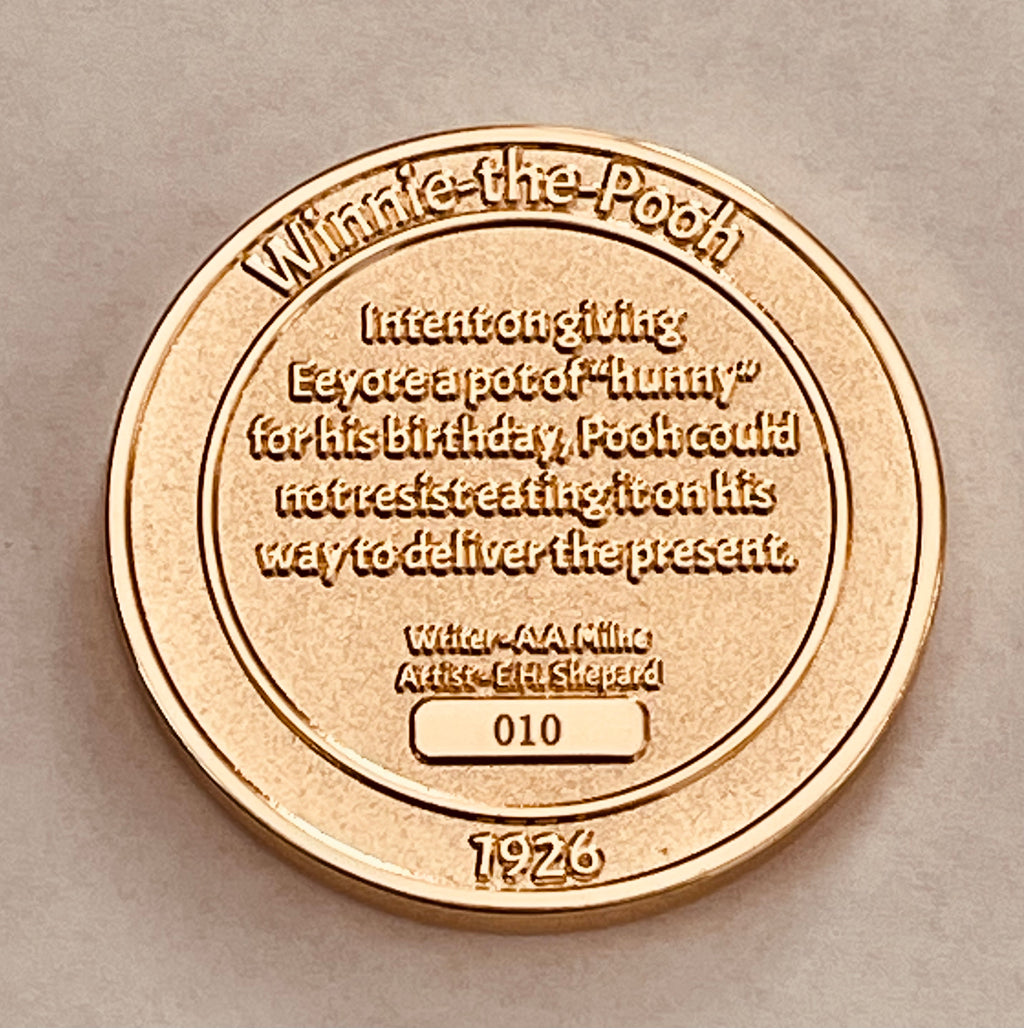 Winnie-the-Pooh
Intent on giving
Eeyore a pot of "hunny"
for his birthday, Pooh could
not resist eating it on his
way to deliver the present.
Writer - A.A. Milne
Artist - E.H. Shepard
010
1926